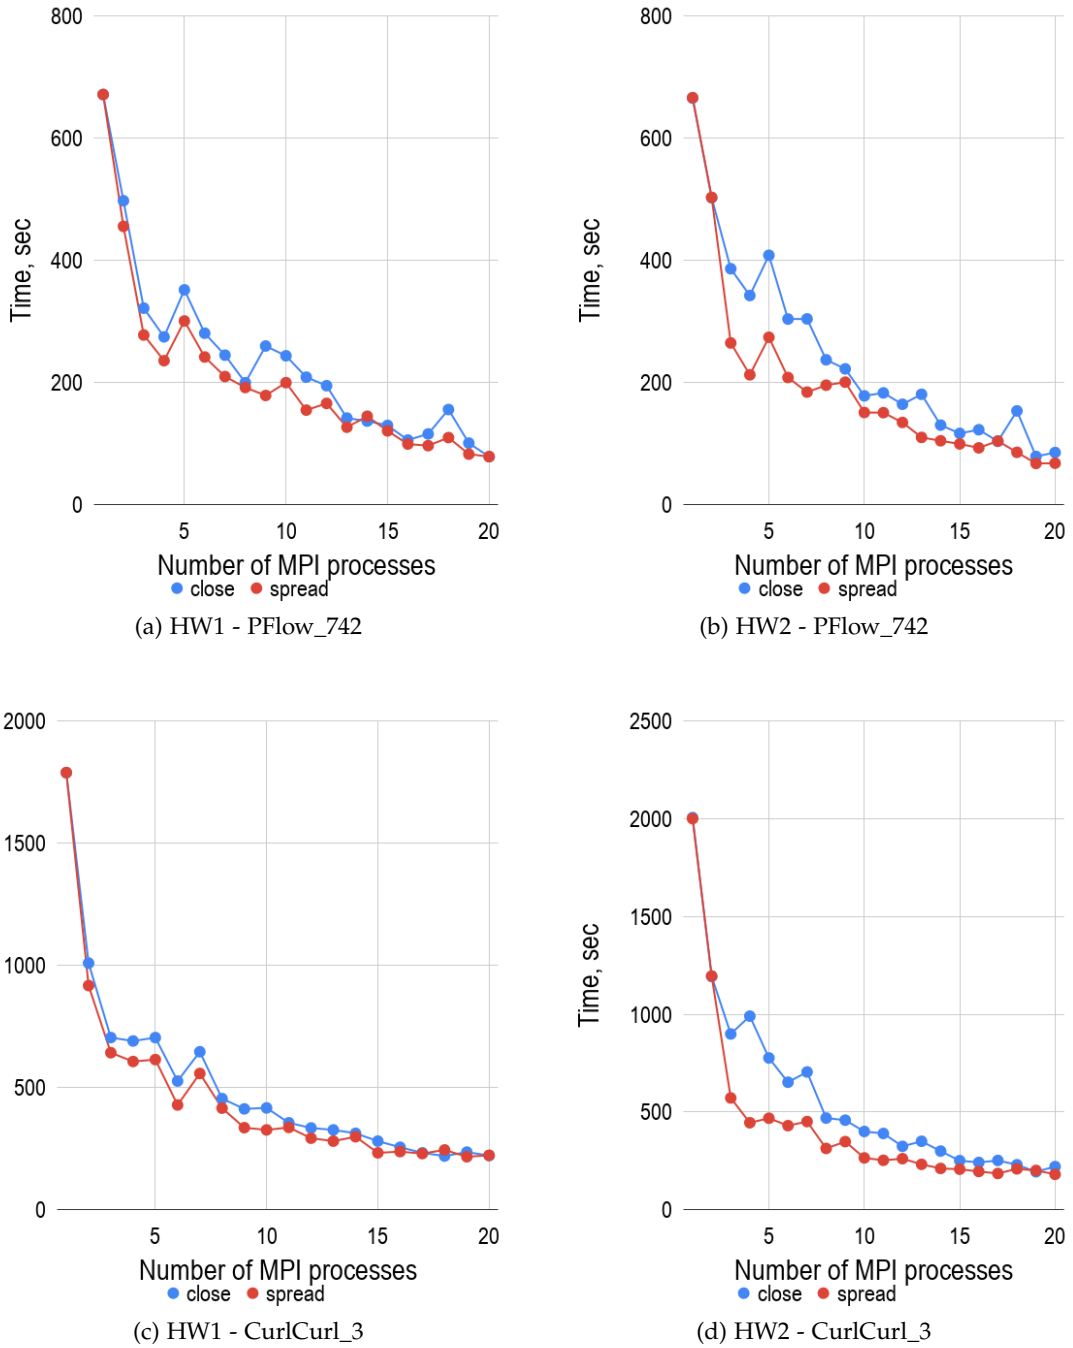 800
600
400
200
0
Time, sec
5 10 15 20
Number of MPI processes
close spread
(a) HW1 - PFlow_742
800
600
400
200
0
Time, sec
5 10 15 20
Number of MPI processes
close spread
(b) HW2 - PFlow_742
2000
1500
1000
500
0
5 10 15 20
Number of MPI processes
close spread
(c) HW1 - CurlCurl_3
2500
2000
1500
1000
500
0
Time, sec
5 10 15 20
Number of MPI processes
close spread
(d) HW2 - CurlCurl_3